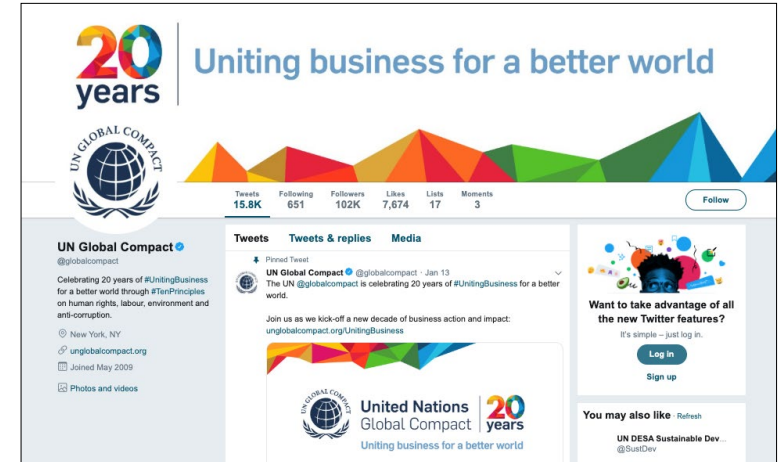 20
years
Uniting business for a better world
UN GLOBAL COMPACT
Tweets Following Followers Likes Lists Moments
15.8K 651 102K 7,674 17 3
Follow
UN Global Compact
@globalcompact
Celebrating 20 years of #UnitingBusiness
for a better world through #TenPrinciples
on human rights, labour, environment and
anti-corruption.
New York, NY
unglobalcompact.org
Joined May 2009
Photos and videos
Tweets Tweets & replies Media
Pinned Tweet
UN Global Compact @globalcompact · Jan 13
The UN @globalcompact is celebrating 20 years of #UnitingBusiness for a better
world.
Join us as we kick-off a new decade of business action and impact:
unglobalcompact.org/UnitingBusiness
UN GLOBAL COMPACT
United Nations
Global Compact
20
years
Uniting business for a better world
Want to take advantage of all
the new Twitter features?
It's simple – just log in.
Log in
Sign up
You may also like · Refresh
UN DESA Sustainable Dev...
@SustDev